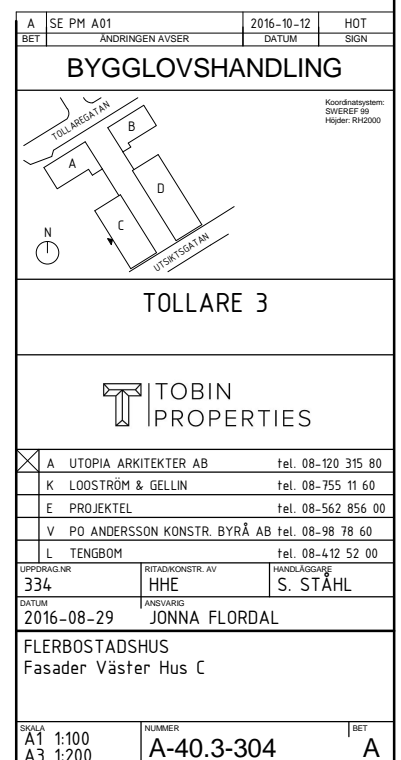 A SE PM A01 2016-10-12 HOT
BET ÄNDRINGEN AVSER DATUM SIGN
BYGGLOVSHANDLING
Koordinatsystem:
SWEREF 99
Höjder: RH2000
TOLLAREGATAN
B
A
D
C
N
UTSIKTSGATAN
TOLLARE 3
TOBIN
PROPERTIES
A UTOPIA ARKITEKTER AB tel. 08-120 315 80
K LOOSTRÖM & GELLIN tel. 08-755 11 60
E PROJEKTEL tel. 08-562 856 00
V PO ANDERSSON KONSTR. BYRÅ AB tel. 08-98 78 60
L TENGBOM tel. 08-412 52 00
UPPDRAG.NR RITAD/KONSTR. AV HANDLÄGGARE
334 HHE S. STÅHL
DATUM ANSVARIG
2016-08-29 JONNA FLORDAL
FLERBOSTADSHUS
Fasader Väster Hus C
SKALA NUMMER BET
A1 1:100
A3 1:200 A-40.3-304 A